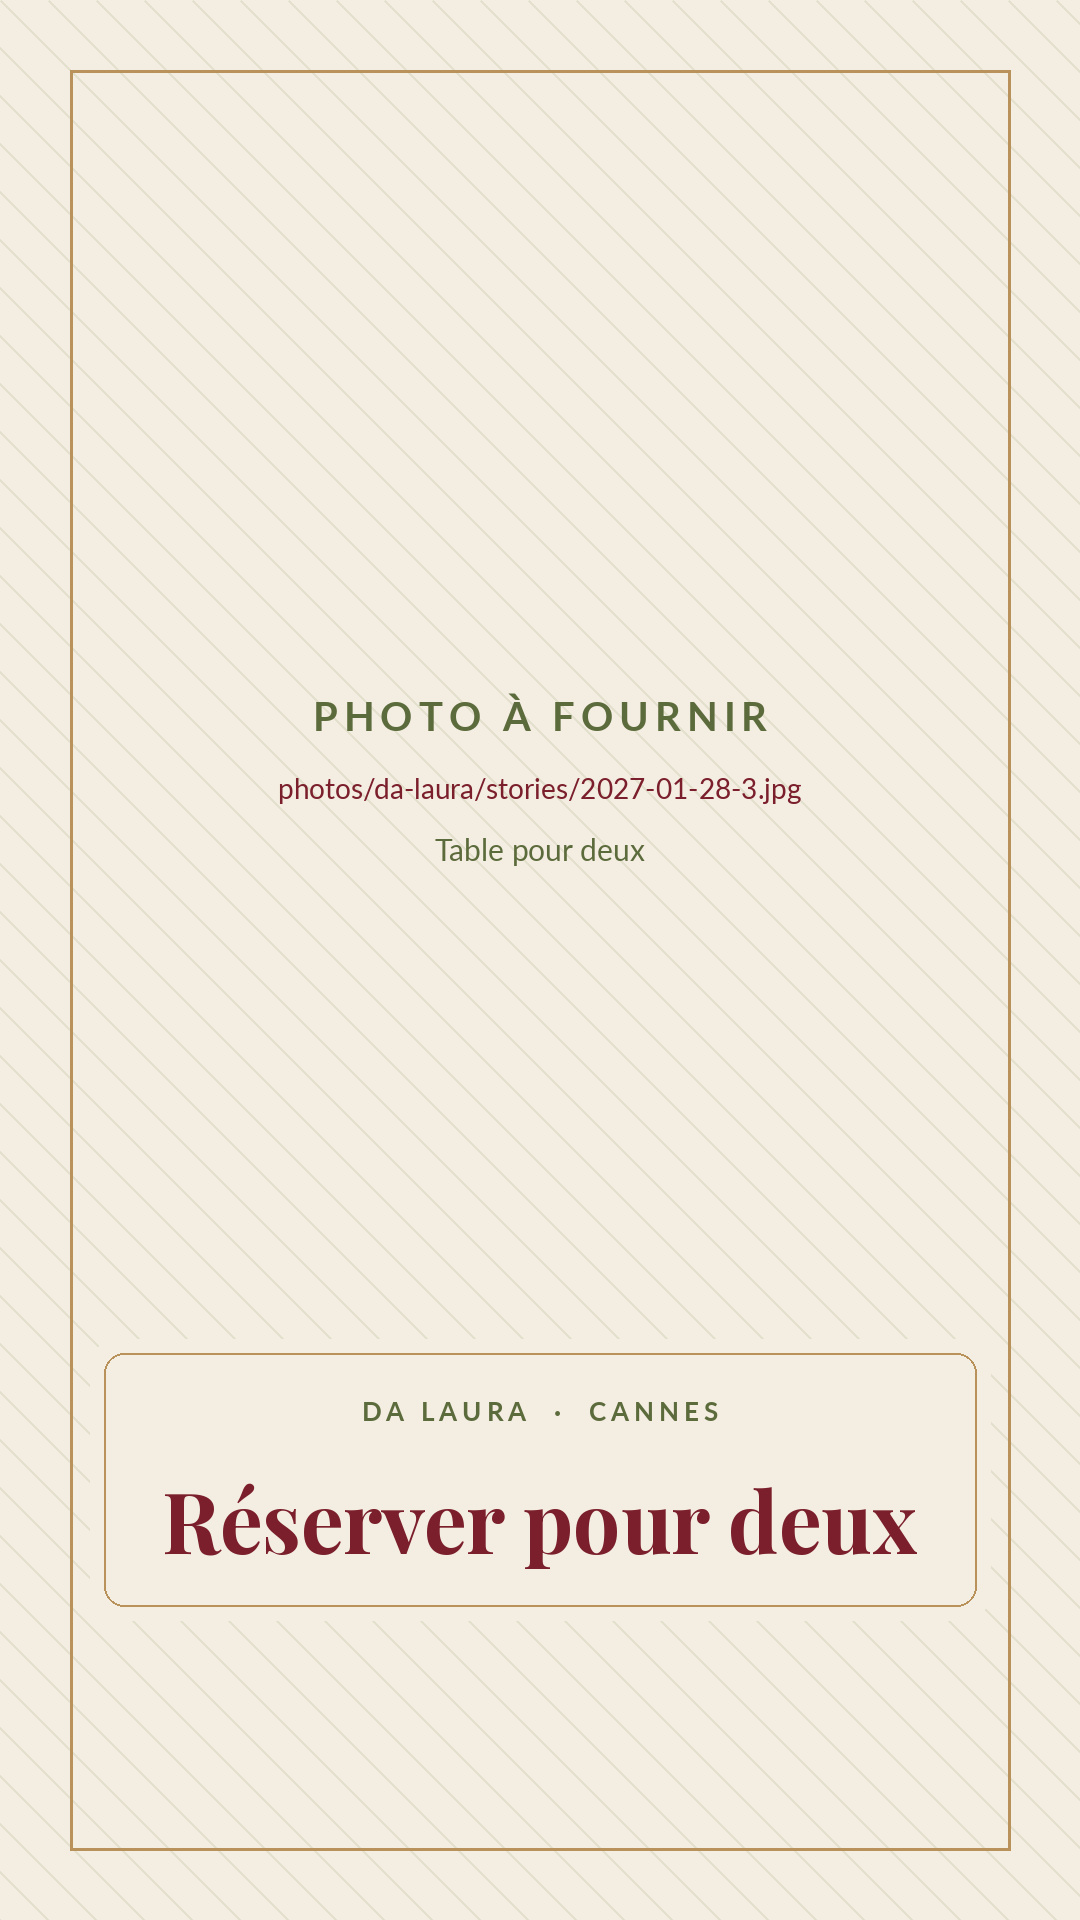 PHOTO À FOURNIR
photos/da-laura/stories/2027-01-28-3.jpg
Table pour deux
DA LAURA · CANNES
Réserver pour deux